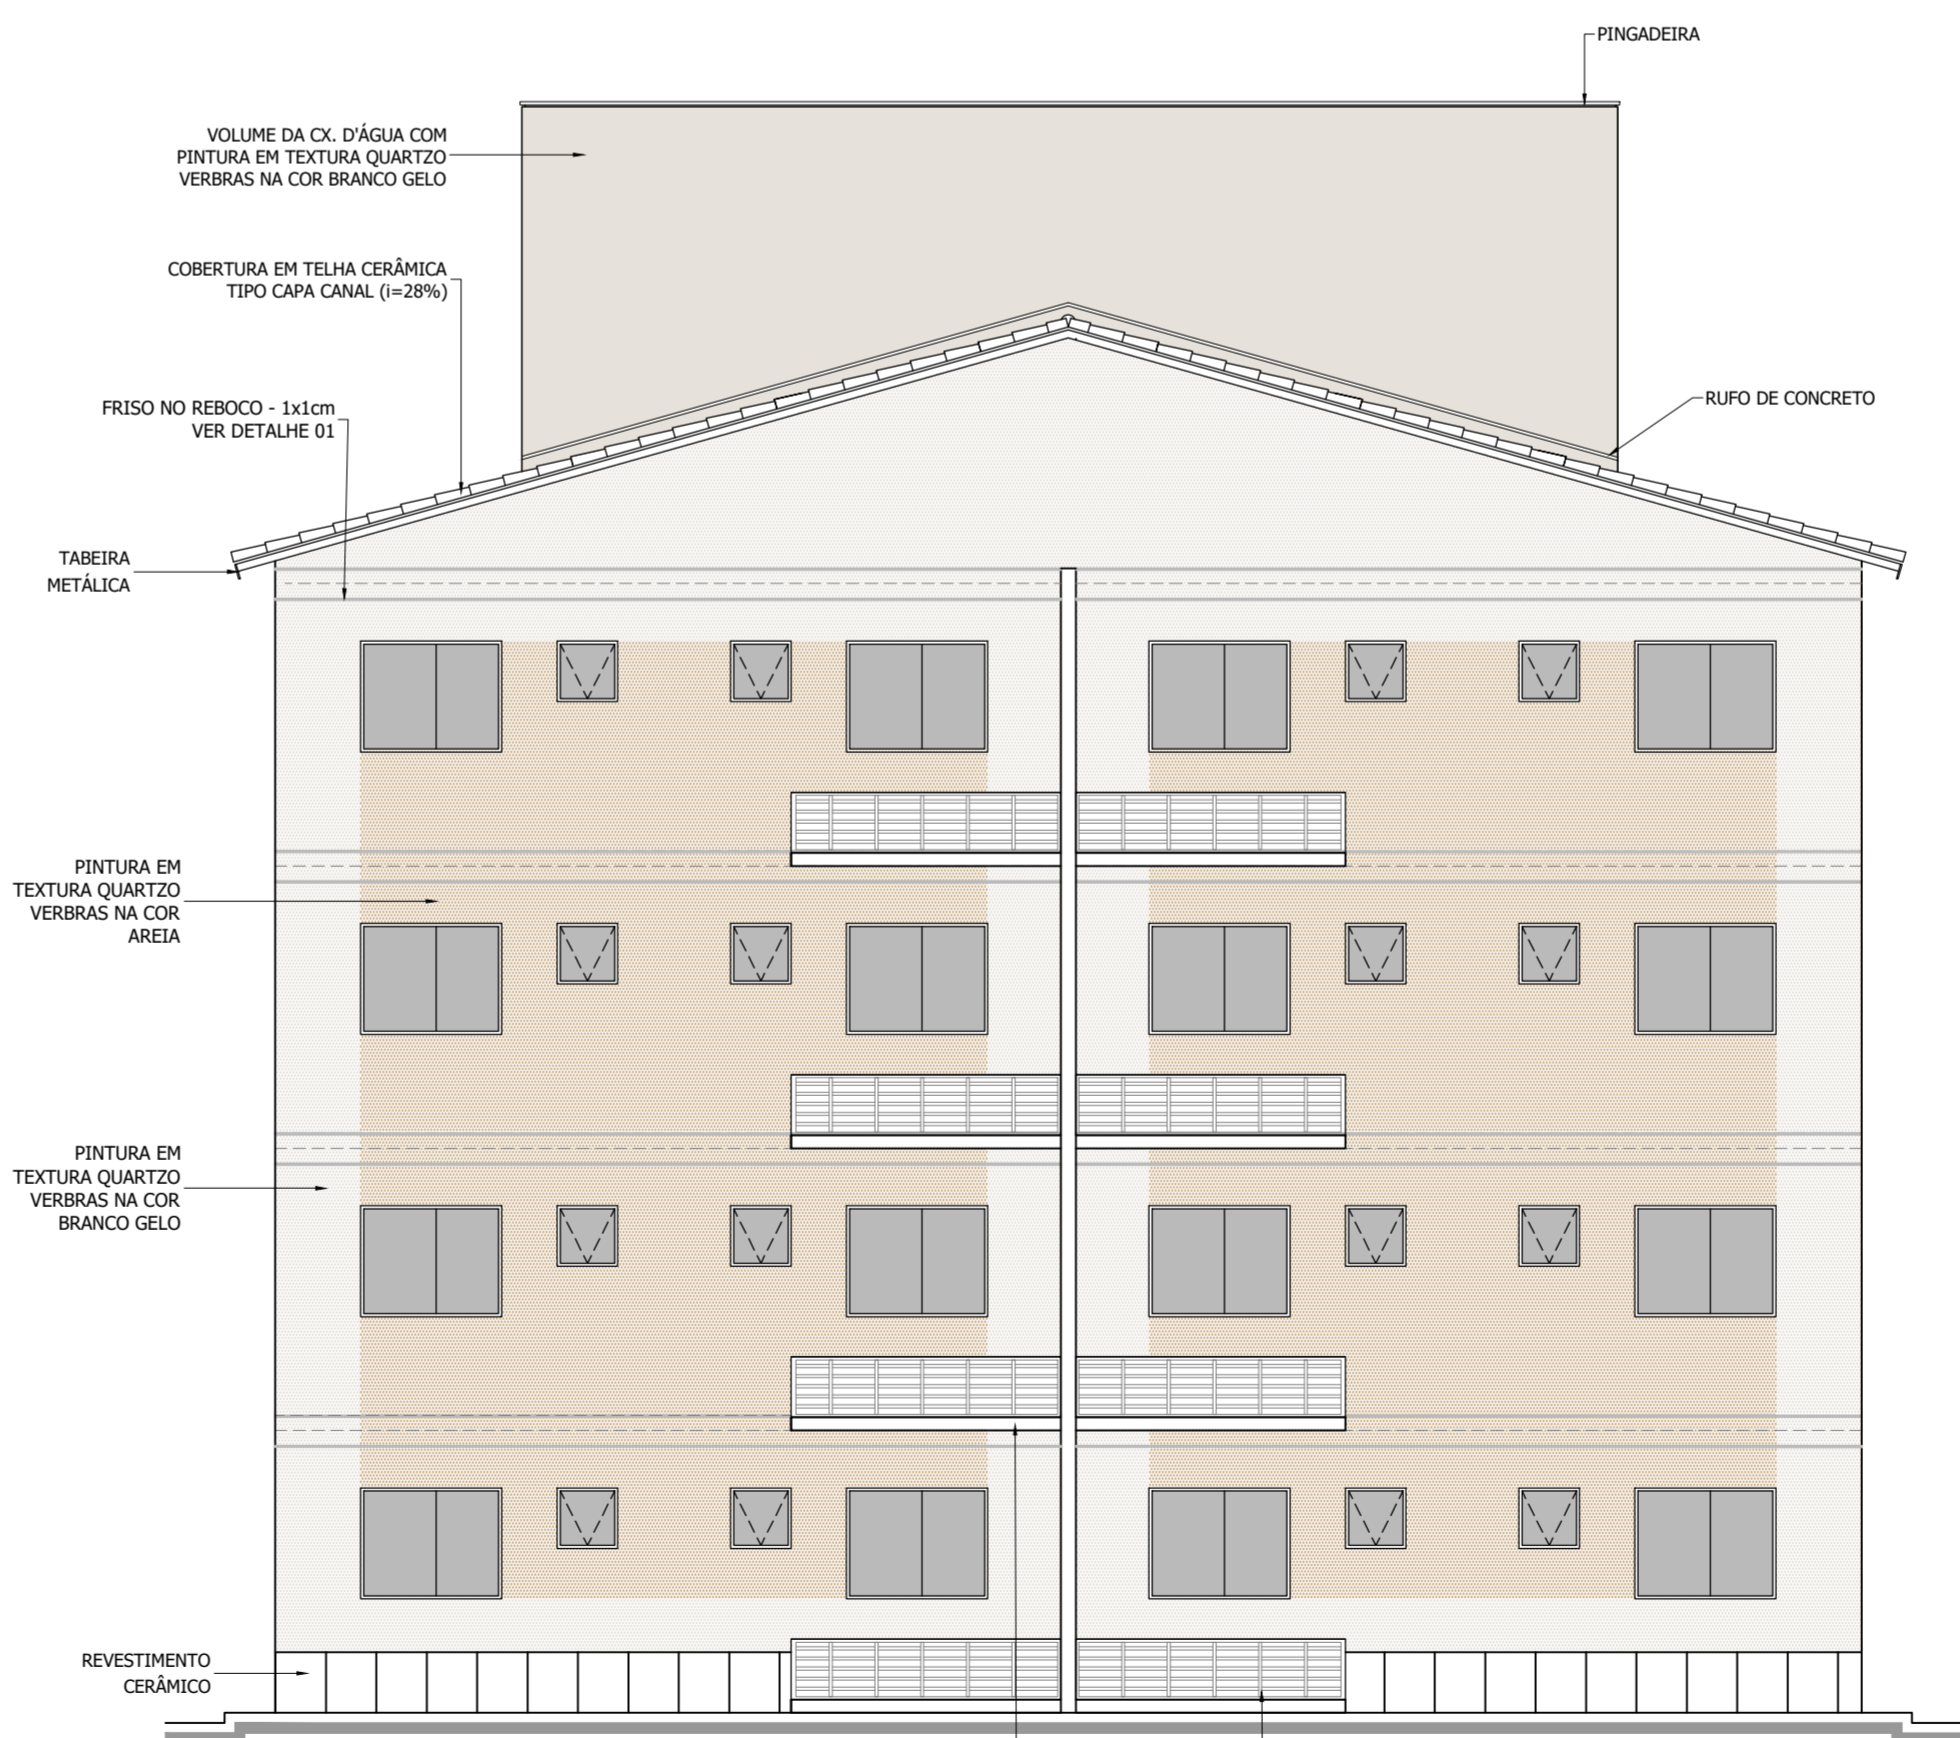 PINGADEIRA
VOLUME DA CX. D'ÁGUA COM
PINTURA EM TEXTURA QUARTZO
VERBRAS NA COR BRANCO GELO
COBERTURA EM TELHA CERÂMICA
TIPO CAPA CANAL (i=28%)
FRISO NO REBOCO - 1x1cm
VER DETALHE 01
RUFO DE CONCRETO
TABEIRA
METÁLICA
PINTURA EM
TEXTURA QUARTZO
VERBRAS NA COR
AREIA
PINTURA EM
TEXTURA QUARTZO
VERBRAS NA COR
BRANCO GELO
REVESTIMENTO
CERÂMICO